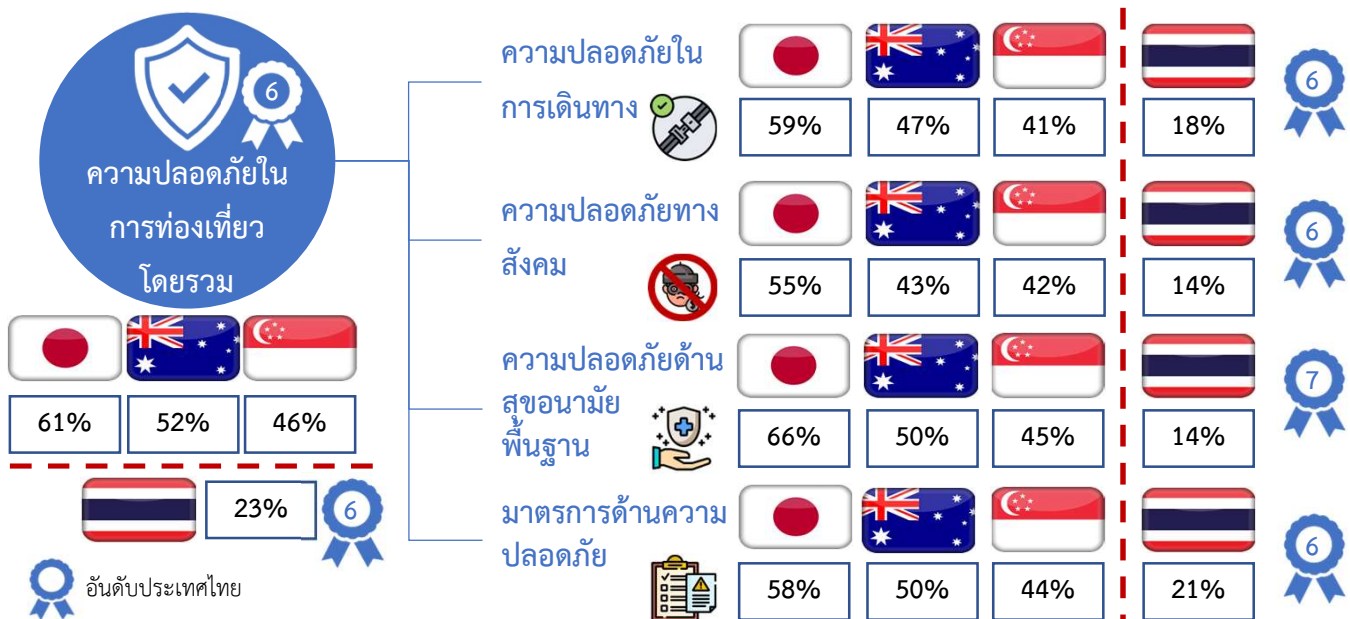 6
ความปลอดภัยใน
การท่องเที่ยว
โดยรวม
61% 52% 46%
23% 6
อันดับประเทศไทย
ความปลอดภัยใน
การเดินทาง
59% 47% 41% 18% 6
ความปลอดภัยทาง
สังคม
55% 43% 42% 14% 6
ความปลอดภัยด้าน
สุขอนามัย
พื้นฐาน
66% 50% 45% 14% 7
มาตรการด้านความ
ปลอดภัย
58% 50% 44% 21% 6